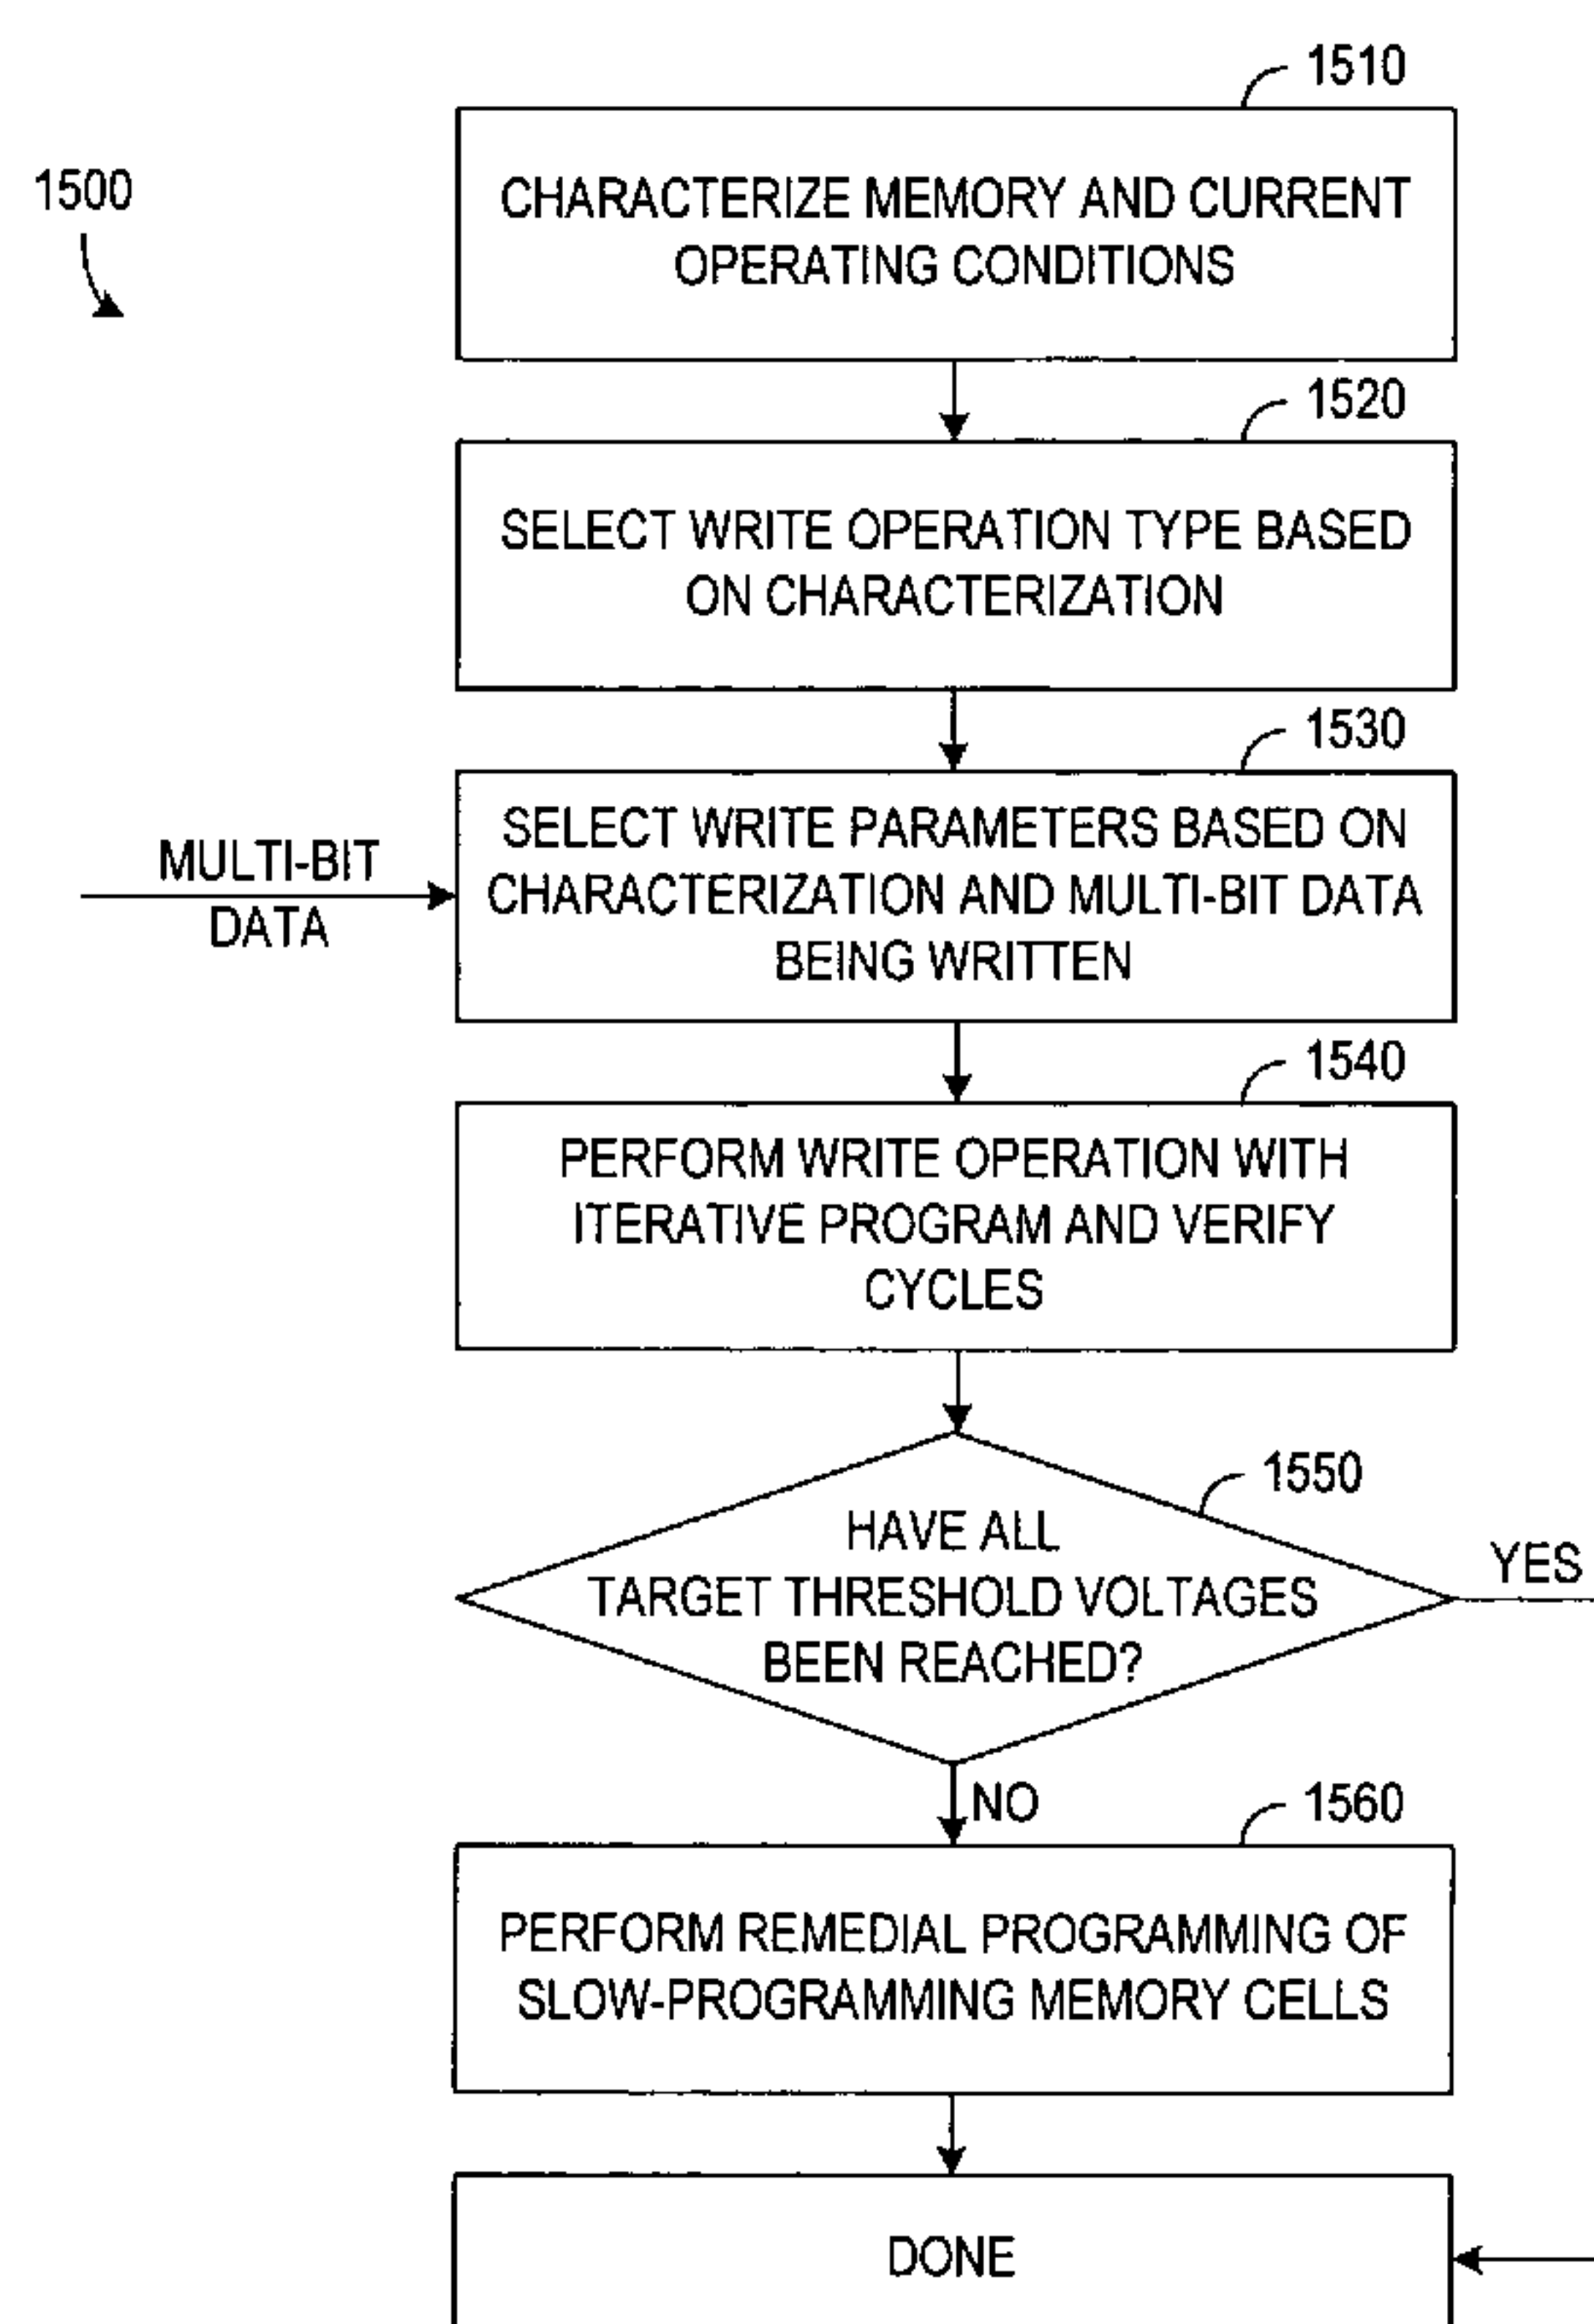 1510
1500
CHARACTERIZE MEMORY AND CURRENT
OPERATING CONDITIONS
1520
SELECT WRITE OPERATION TYPE BASED
ON CHARACTERIZATION
1530
MULTI-BIT
DATA
SELECT WRITE PARAMETERS BASED ON
CHARACTERIZATION AND MULTI-BIT DATA
BEING WRITTEN
1540
PERFORM WRITE OPERATION WITH
ITERATIVE PROGRAM AND VERIFY
CYCLES
1550
HAVE ALL
TARGET THRESHOLD VOLTAGES
BEEN REACHED?
YES
NO
1560
PERFORM REMEDIAL PROGRAMMING OF
SLOW-PROGRAMMING MEMORY CELLS
DONE